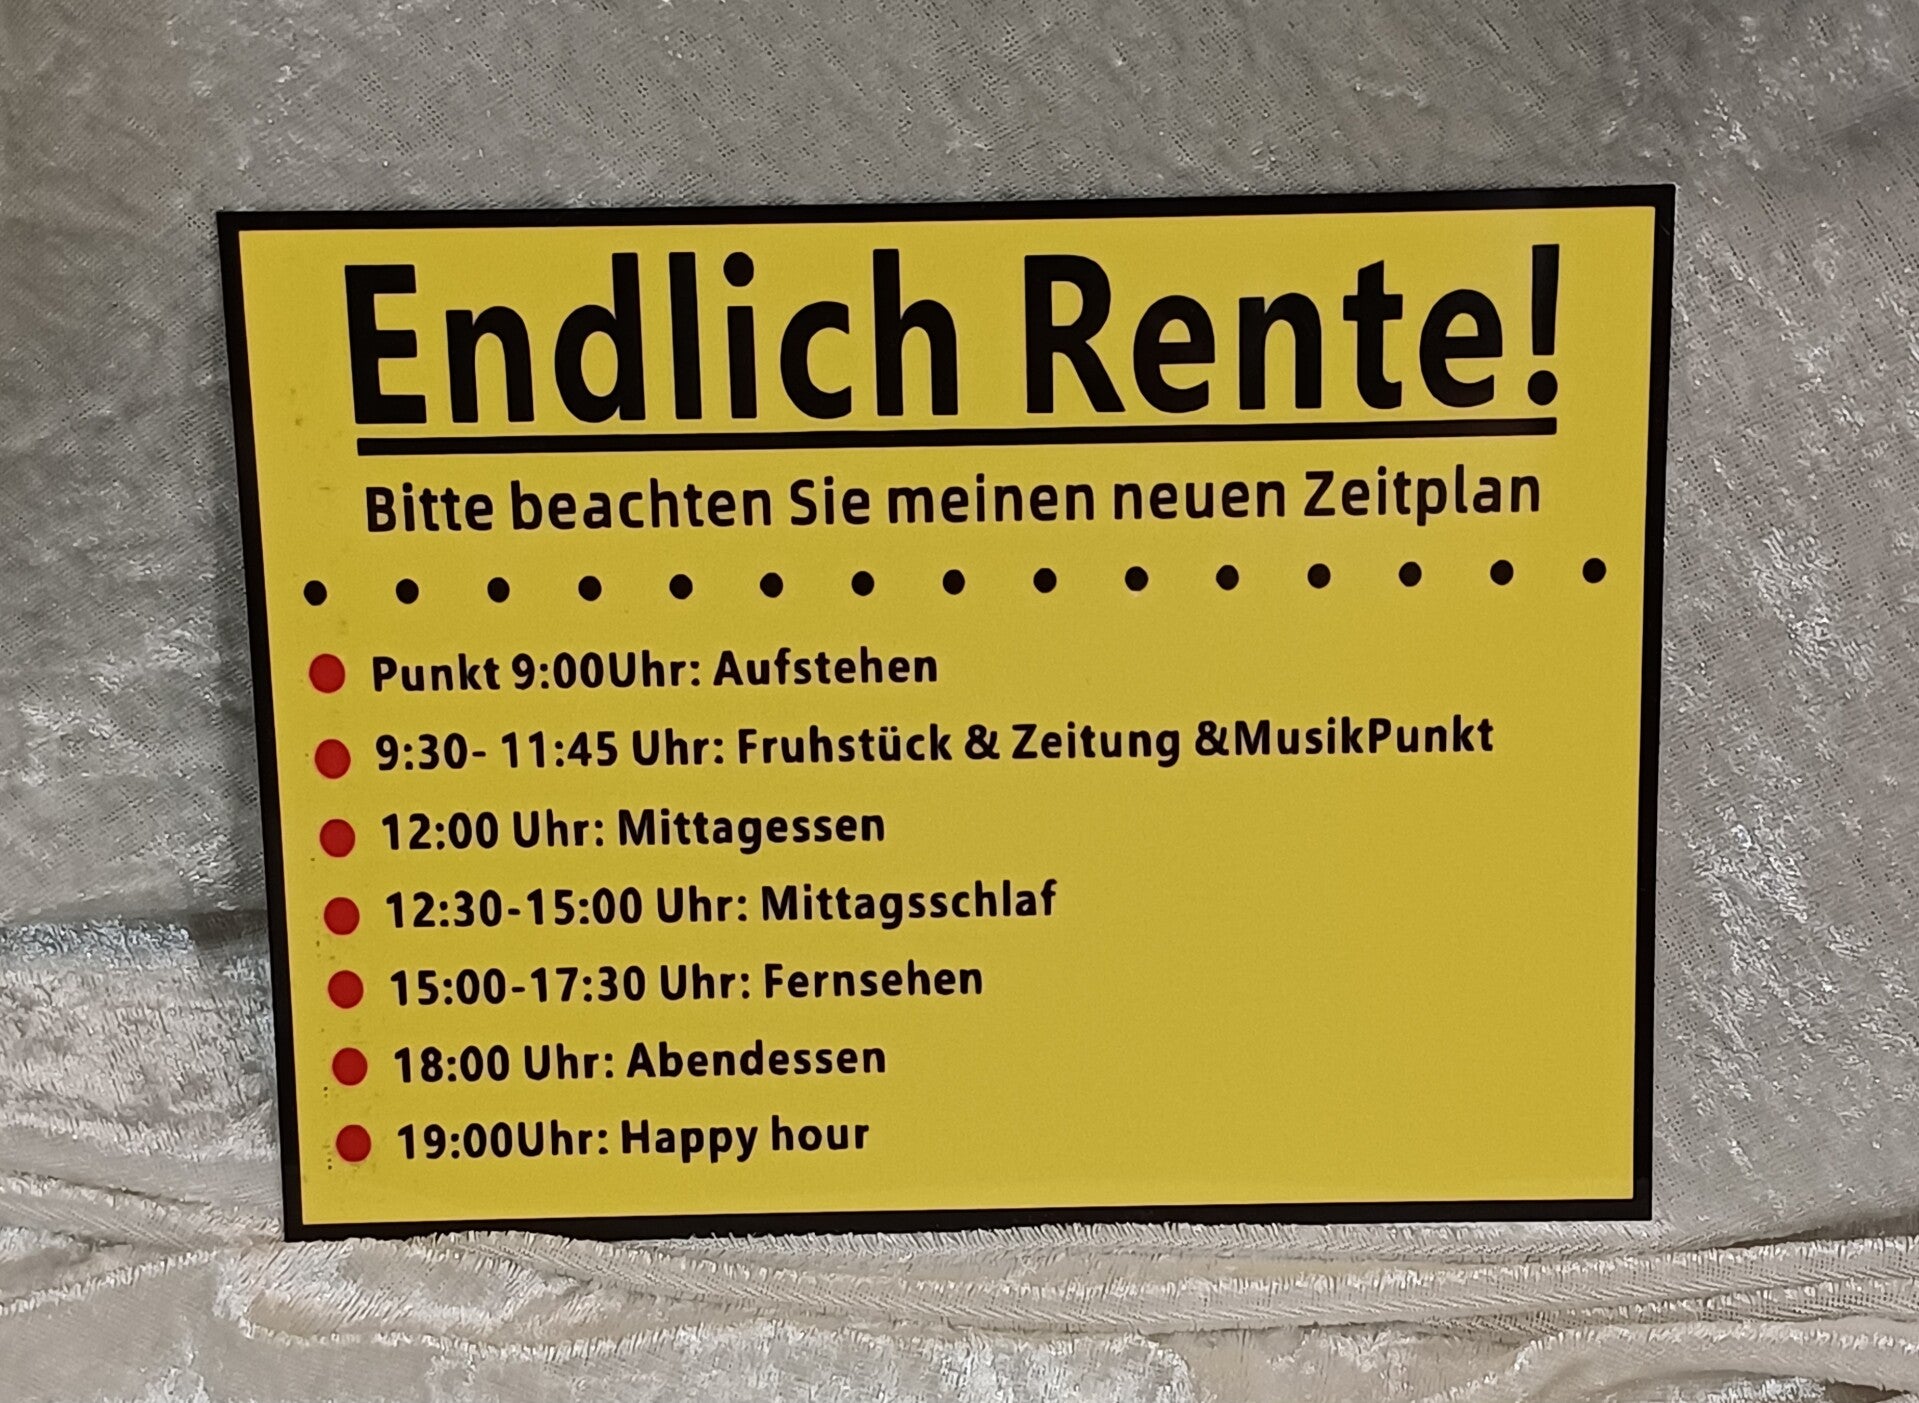 Endlich Rente!
Bitte beachten Sie meinen neuen Zeitplan
Punkt 9:00Uhr: Aufstehen
9:30- 11:45 Uhr: Fruhstück & Zeitung &MusikPunkt
12:00 Uhr: Mittagessen
12:30-15:00 Uhr: Mittagsschlaf
15:00-17:30 Uhr: Fernsehen
18:00 Uhr: Abendessen
19:00Uhr: Happy hour